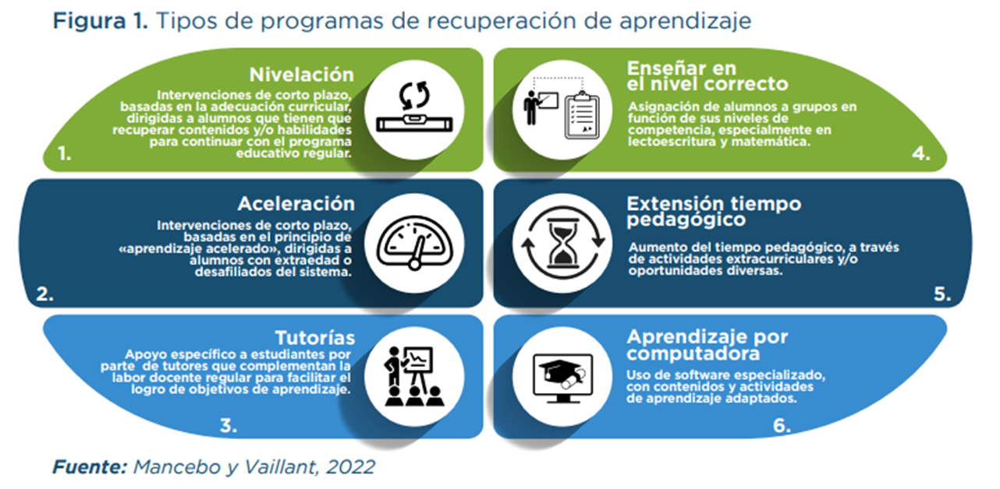 Figura 1. Tipos de programas de recuperación de aprendizaje
Nivelación
Intervenciones de corto plazo,
basadas en la adecuación curricular,
dirigidas a alumnos que tienen que
recuperar contenidos y/o habilidades
para continuar con el programa
educativo regular.
1.
Aceleración
Intervenciones de corto plazo,
basadas en el principio de
«aprendizaje acelerado», dirigidas a
alumnos con extraedad o
desafiliados del sistema.
2.
Tutorías
Apoyo específico a estudiantes por
parte de tutores que complementan la
labor docente regular para facilitar el
logro de objetivos de aprendizaje.
3.
Enseñar en
el nivel correcto
Asignación de alumnos a grupos en
función de sus niveles de
competencia, especialmente en
lectoescritura y matemática.
4.
A+
Extensión tiempo
pedagógico
Aumento del tiempo pedagógico, a través
de actividades extracurriculares y/o
oportunidades diversas.
5.
Aprendizaje por
computadora
Uso de software especializado,
con contenidos y actividades
de aprendizaje adaptados.
6.
Fuente: Mancebo y Vaillant, 2022